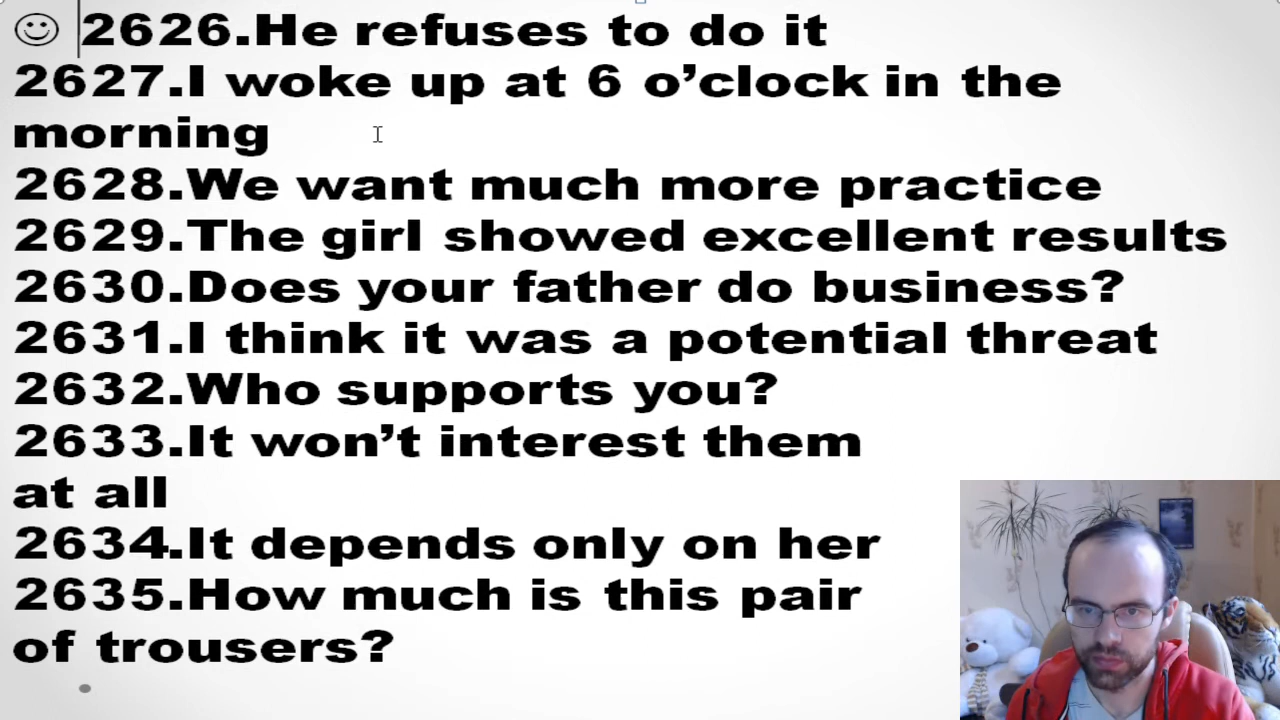 ☺ 2626.He refuses to do it
2627.I woke up at 6 o’clock in the
morning
2628.We want much more practice
2629.The girl showed excellent results
2630.Does your father do business?
2631.I think it was a potential threat
2632.Who supports you?
2633.It won’t interest them
at all
2634.It depends only on her
2635.How much is this pair
of trousers?